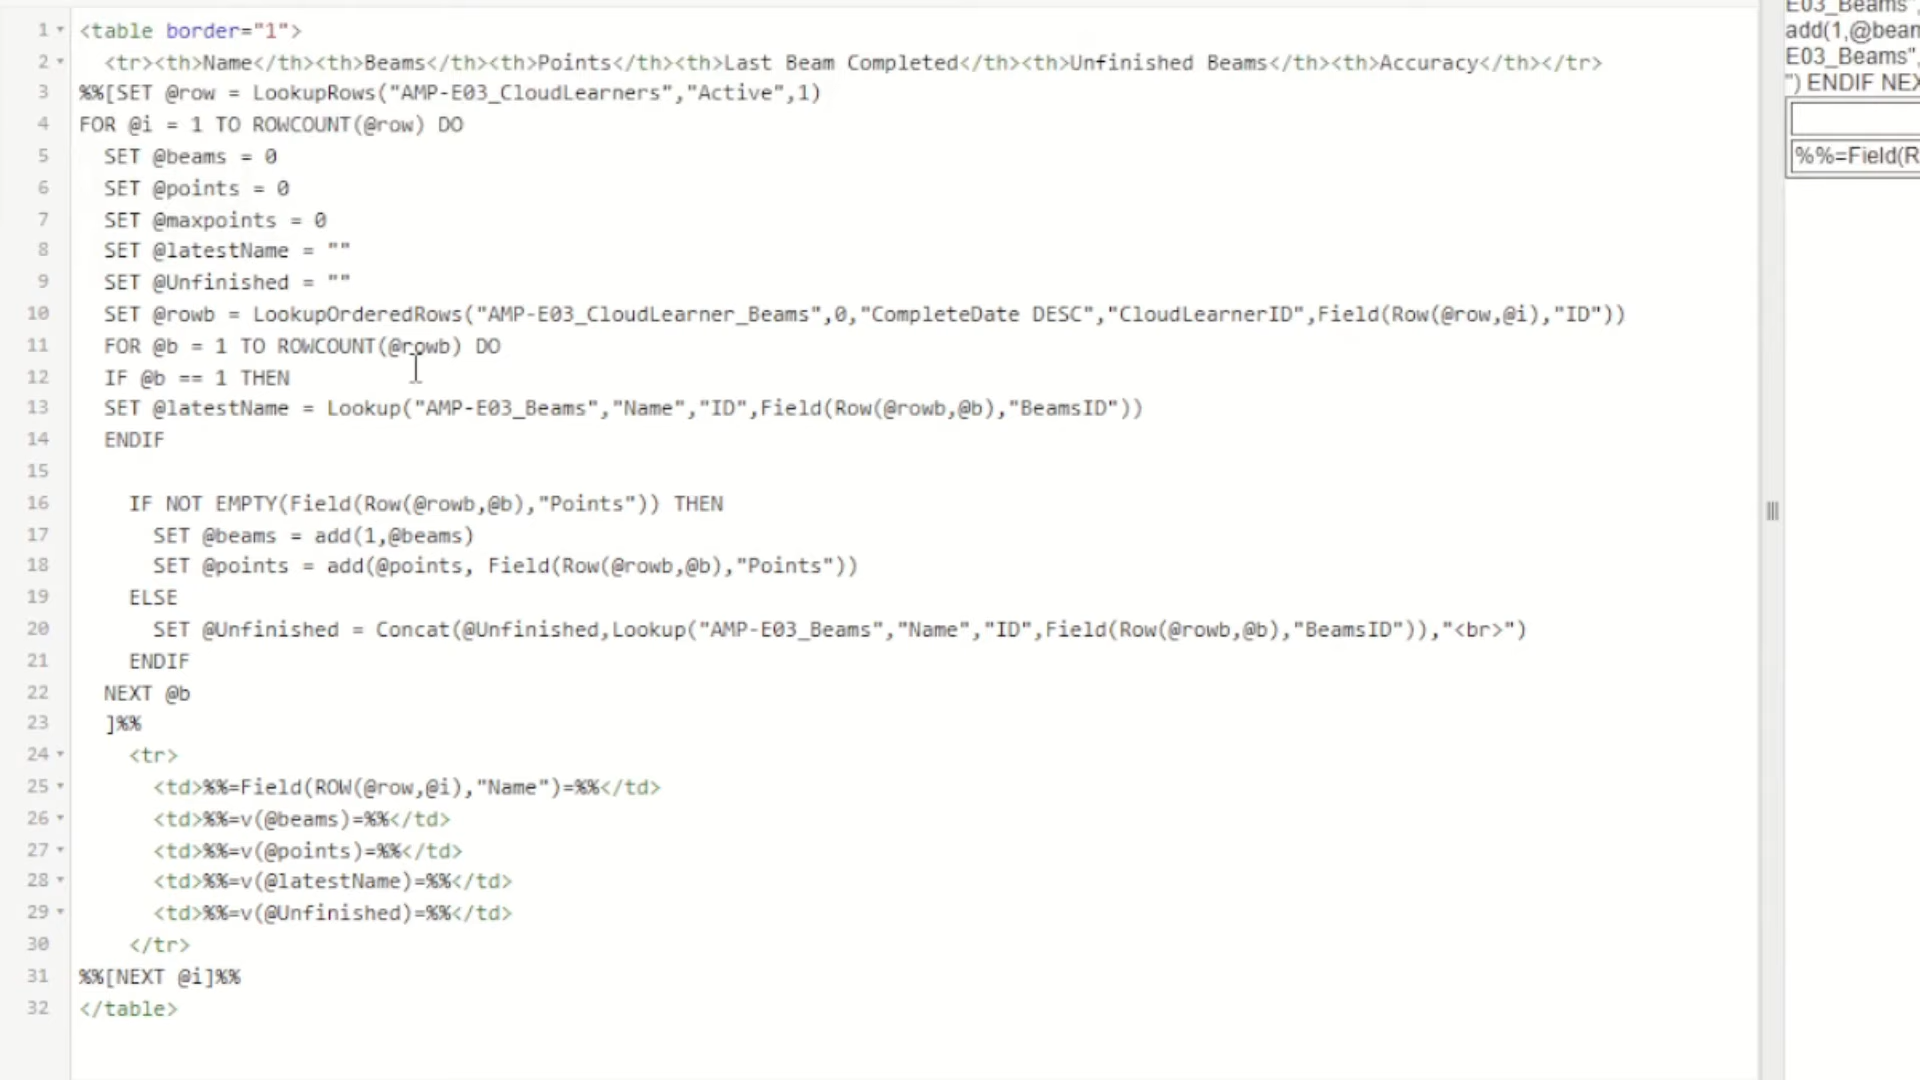 1 <table border="1">
2 <tr><th>Name</th><th>Beams</th><th>Points</th><th>Last Beam Completed</th><th>Unfinished Beams</th><th>Accuracy</th></tr>
3 %%[SET @row = LookupRows("AMP-E03_CloudLearners","Active",1)
4 FOR @i = 1 TO ROWCOUNT(@row) DO
5 SET @beams = 0
6 SET @points = 0
7 SET @maxpoints = 0
8 SET @latestName = ""
9 SET @Unfinished = ""
10 SET @rowb = LookupOrderedRows("AMP-E03_CloudLearner_Beams",0,"CompleteDate DESC","CloudLearnerID",Field(Row(@row,@i),"ID"))
11 FOR @b = 1 TO ROWCOUNT(@rowb) DO
12 IF @b == 1 THEN
13 SET @latestName = Lookup("AMP-E03_Beams","Name","ID",Field(Row(@rowb,@b),"BeamsID"))
14 ENDIF
15
16 IF NOT EMPTY(Field(Row(@rowb,@b),"Points")) THEN
17 SET @beams = add(1,@beams)
18 SET @points = add(@points, Field(Row(@rowb,@b),"Points"))
19 ELSE
20 SET @Unfinished = Concat(@Unfinished,Lookup("AMP-E03_Beams","Name","ID",Field(Row(@rowb,@b),"BeamsID")),"<br>")
21 ENDIF
22 NEXT @b
23 ]%%
24 <tr>
25 <td>%%=Field(ROW(@row,@i),"Name")=%%</td>
26 <td>%%=v(@beams)=%%</td>
27 <td>%%=v(@points)=%%</td>
28 <td>%%=v(@latestName)=%%</td>
29 <td>%%=v(@Unfinished)=%%</td>
30 </tr>
31 %%[NEXT @i]%%
32 </table>
E03_Beams",
add(1,@bean
E03_Beams",
") ENDIF NEX
%%=Field(R